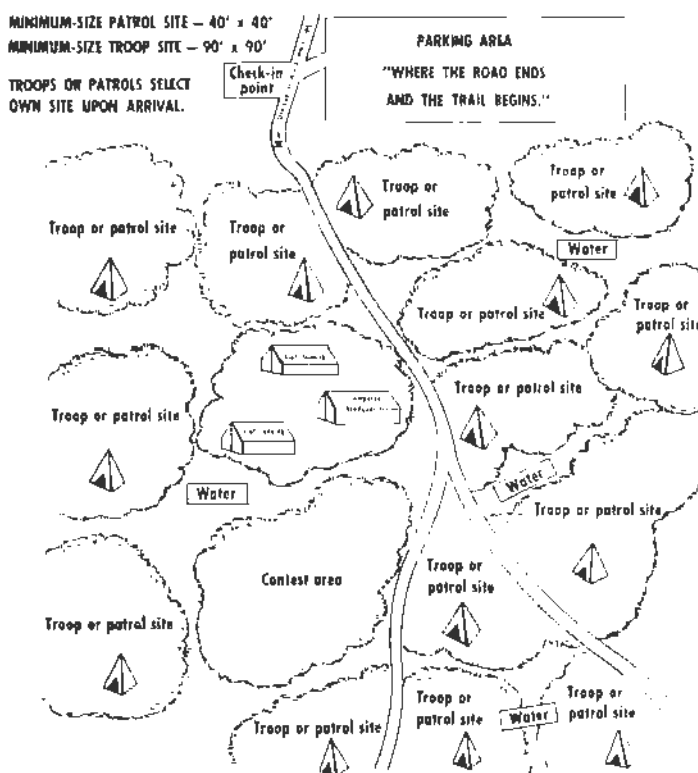 MINIMUM-SIZE PATROL SITE — 40' x 40'
MINIMUM-SIZE TROOP SITE — 90' x 90'
TROOPS OR PATROLS SELECT
OWN SITE UPON ARRIVAL.
PARKING AREA
"WHERE THE ROAD ENDS
AND THE TRAIL BEGINS."
Check-in
point
Troop or
patrol site
Troop or
patrol site
Troop or patrol site
Troop or
patrol site
Water
Troop or patrol site
Troop or
patrol site
Troop or patrol site
Troop or patrol site
Water
Water
Troop or patrol site
Contest area
Troop or
patrol site
Troop or patrol site
Troop or patrol site
Troop or
patrol site
Water
Troop or
patrol site